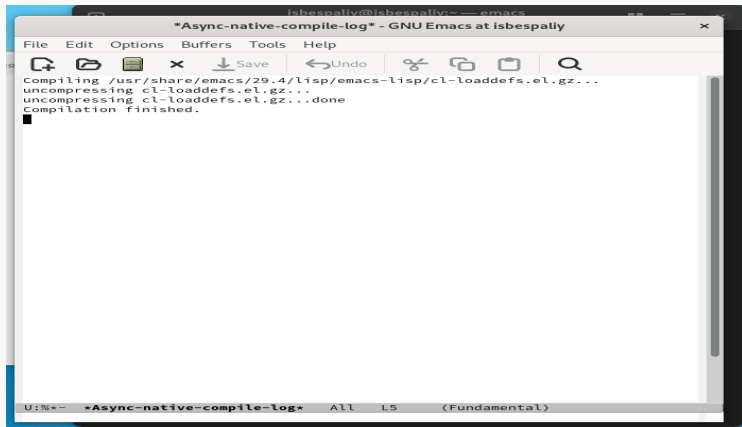 isbespaliy@isbespaliy:~ — emacs
*Async-native-compile-log* - GNU Emacs at isbespaliy
File Edit Options Buffers Tools Help
Save Undo
Compiling /usr/share/emacs/29.4/lisp/emacs-lisp/cl-loaddefs.el.gz...
uncompressing cl-loaddefs.el.gz...
uncompressing cl-loaddefs.el.gz...done
Compilation finished.
U:%*- *Async-native-compile-log* All L5 (Fundamental)